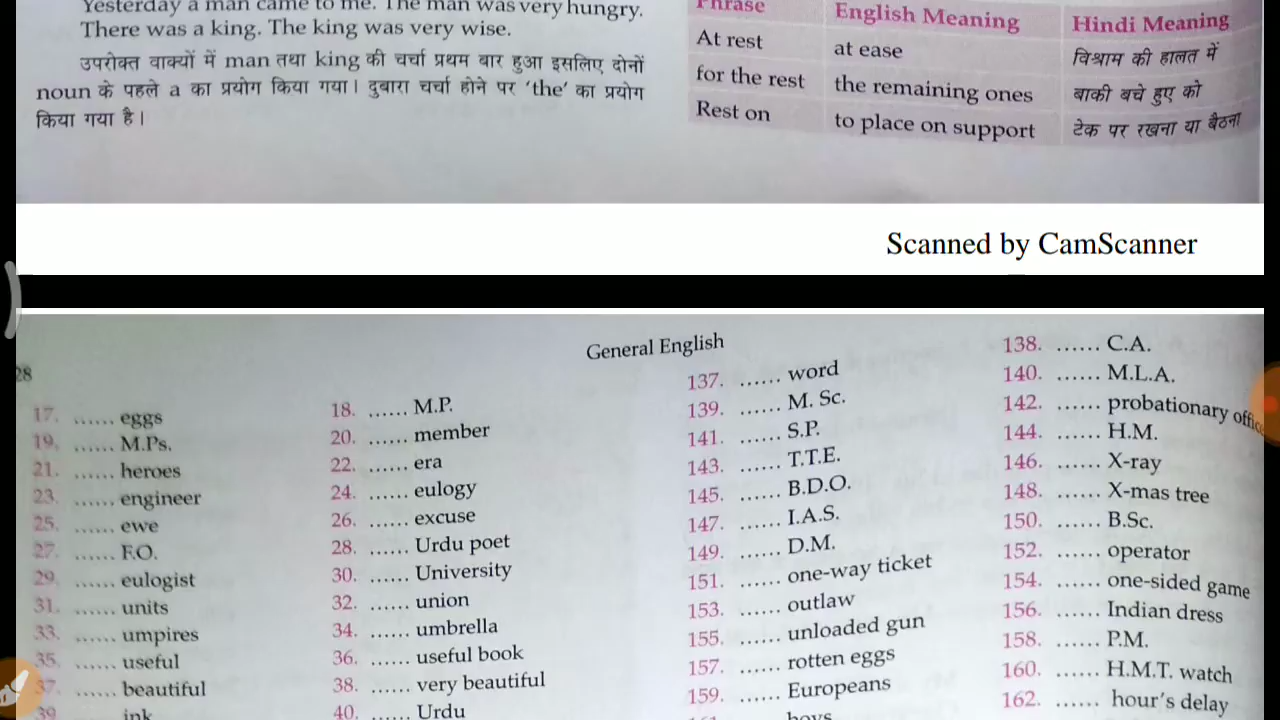 Yesterday a man came to me. The man was very hungry.
There was a king. The king was very wise.
उपरोक्त वाक्यों में man तथा king की चर्चा प्रथम बार हुआ इसलिए दोनों
noun के पहले a का प्रयोग किया गया। दुबारा चर्चा होने पर ‘the’ का प्रयोग
किया गया है।
Phrase English Meaning Hindi Meaning
At rest at ease विश्राम की हालत में
for the rest the remaining ones बाकी बचे हुए को
Rest on to place on support टेक पर रखना या बैठना
Scanned by CamScanner
28
General English
17. ...... eggs
18. ...... M.P.
19. ...... M.Ps.
20. ...... member
21. ...... heroes
22. ...... era
23. ...... engineer
24. ...... eulogy
25. ...... ewe
26. ...... excuse
27. ...... F.O.
28. ...... Urdu poet
29. ...... eulogist
30. ...... University
31. ...... units
32. ...... union
33. ...... umpires
34. ...... umbrella
35. ...... useful
36. ...... useful book
37. ...... beautiful
38. ...... very beautiful
39. ...... ink
40. ...... Urdu
137. ...... word
138. ...... C.A.
139. ...... M. Sc.
140. ...... M.L.A.
141. ...... S.P.
142. ...... probationary office
143. ...... T.T.E.
144. ...... H.M.
145. ...... B.D.O.
146. ...... X-ray
147. ...... I.A.S.
148. ...... X-mas tree
149. ...... D.M.
150. ...... B.Sc.
151. ...... one-way ticket
152. ...... operator
153. ...... outlaw
154. ...... one-sided game
155. ...... unloaded gun
156. ...... Indian dress
157. ...... rotten eggs
158. ...... P.M.
159. ...... Europeans
160. ...... H.M.T. watch
161. ...... boys
162. ...... hour's delay